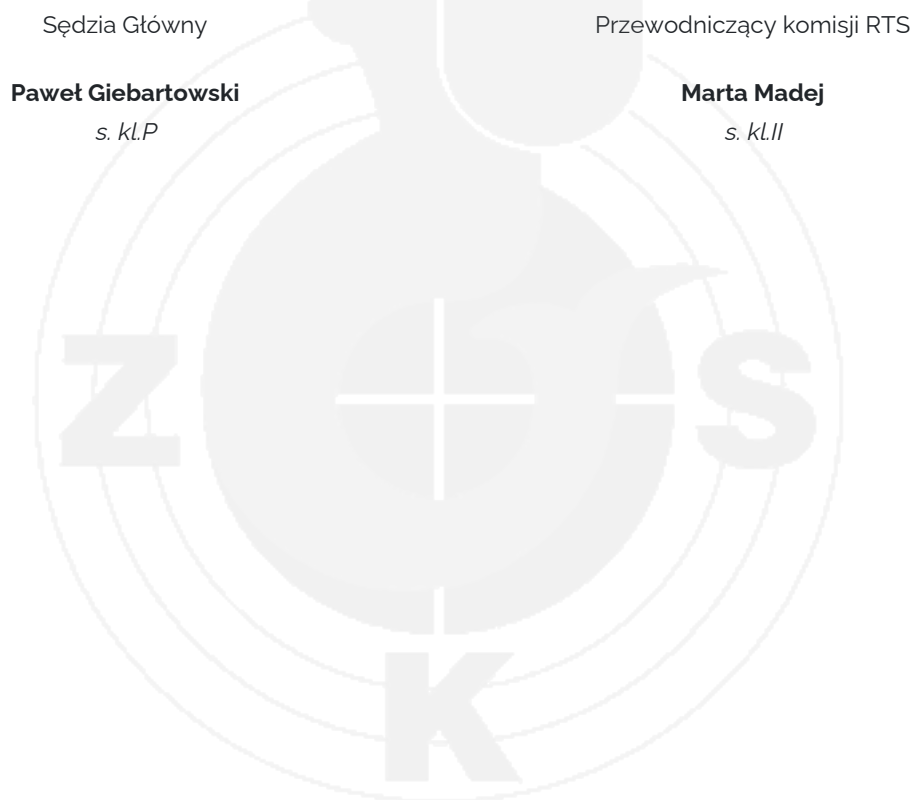 Sędzia Główny
Przewodniczący komisji RTS
Paweł Giebartowski
Marta Madej
s. kl.P
s. kl.II
Z
S
K